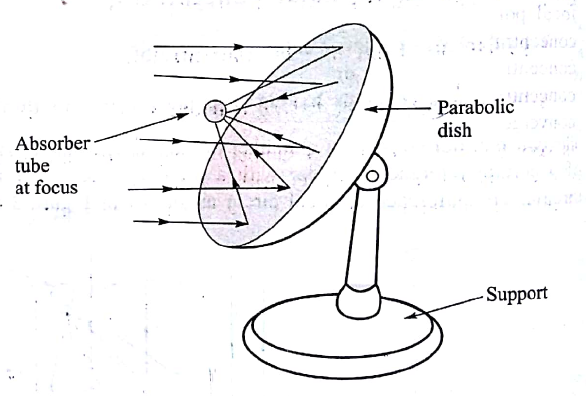 Absorber
tube
at focus
Parabolic
dish
Support